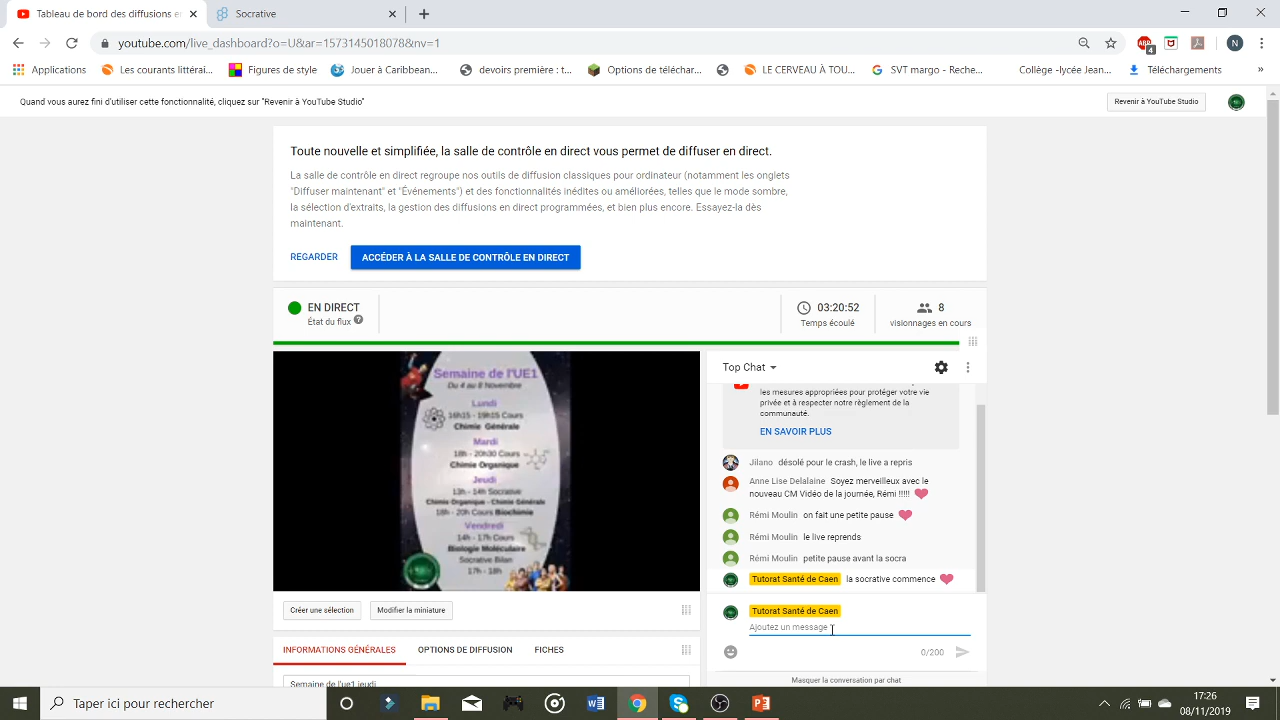 Tableau de bord des diffusions en
Socrative
youtube.com/live_dashboard?o=U&ar=1573145018078&nv=1
4
N
Applications
Les courants littérai...
Figures de style
Jouer à Caribbean...
devoirs première : t...
Options de téléchar...
LE CERVEAU À TOU...
SVT margo - Reche...
Collège -lycée Jean...
Téléchargements
»
Quand vous aurez fini d'utiliser cette fonctionnalité, cliquez sur "Revenir à YouTube Studio"
Revenir à YouTube Studio
Toute nouvelle et simplifiée, la salle de contrôle en direct vous permet de diffuser en direct.
La salle de contrôle en direct regroupe nos outils de diffusion classiques pour ordinateur (notamment les onglets
"Diffuser maintenant" et "Événements") et des fonctionnalités inédites ou améliorées, telles que le mode sombre,
la sélection d'extraits, la gestion des diffusions en direct programmées, et bien plus encore. Essayez-la dès
maintenant.
REGARDER
ACCÉDER À LA SALLE DE CONTRÔLE EN DIRECT
EN DIRECT
État du flux
03:20:52
Temps écoulé
8
visionnages en cours
Semaine de l'UE1
Du 4 au 8 Novembre
Lundi
16h15 - 19h15 Cours
Chimie Générale
Mardi
18h - 20h30 Cours
Chimie Organique
Jeudi
13h - 14h Socrative
Chimie Organique - Chimie Générale
18h - 20h Cours Biochimie
Vendredi
14h - 17h Cours
Biologie Moléculaire
Socrative Bilan
17h - 18h
Top Chat
les mesures appropriées pour protéger votre vie
privée et à respecter notre règlement de la
communauté.
EN SAVOIR PLUS
Jilano désolé pour le crash, le live a repris
Anne Lise Delalaine Soyez merveilleux avec le
nouveau CM Vidéo de la journée, Rémi !!!!!
Rémi Moulin on fait une petite pause
Rémi Moulin le live reprends
Rémi Moulin petite pause avant la socra
Tutorat Santé de Caen la socrative commence
Tutorat Santé de Caen
Ajoutez un message
0/200
Masquer la conversation par chat
Créer une sélection
Modifier la miniature
INFORMATIONS GÉNÉRALES
OPTIONS DE DIFFUSION
FICHES
Semaine de l'ue1 jeudi
Taper ici pour rechercher
17:26
08/11/2019